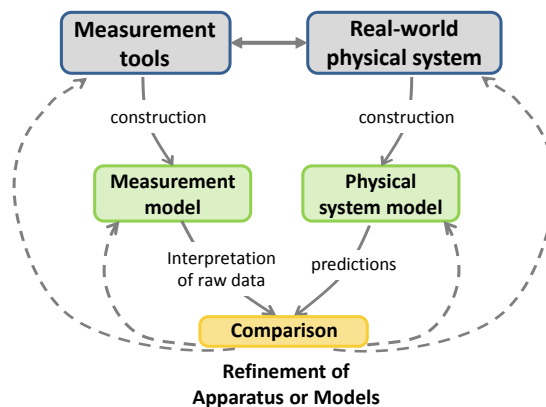 Measurement
tools
Real-world
physical system
construction
construction
Measurement
model
Physical
system model
Interpretation
of raw data
predictions
Comparison
Refinement of
Apparatus or Models